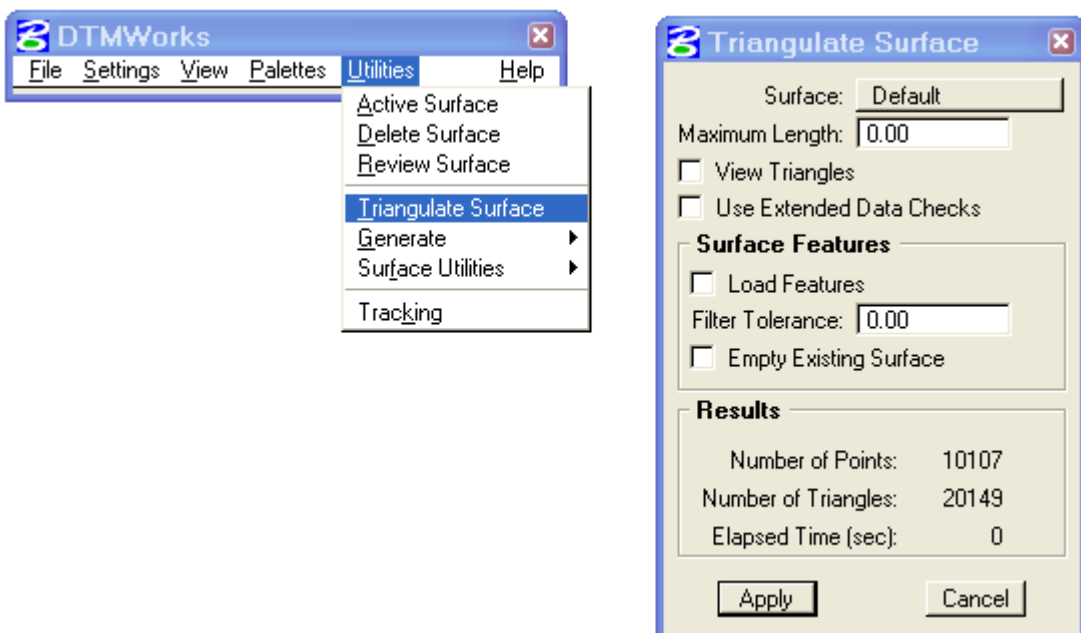 DTMWorks
File Settings View Palettes Utilities Help
Active Surface
Delete Surface
Review Surface
Triangulate Surface
Generate
Surface Utilities
Tracking
Triangulate Surface
Surface: Default
Maximum Length: 0.00
View Triangles
Use Extended Data Checks
Surface Features
Load Features
Filter Tolerance: 0.00
Empty Existing Surface
Results
Number of Points: 10107
Number of Triangles: 20149
Elapsed Time (sec): 0
Apply Cancel